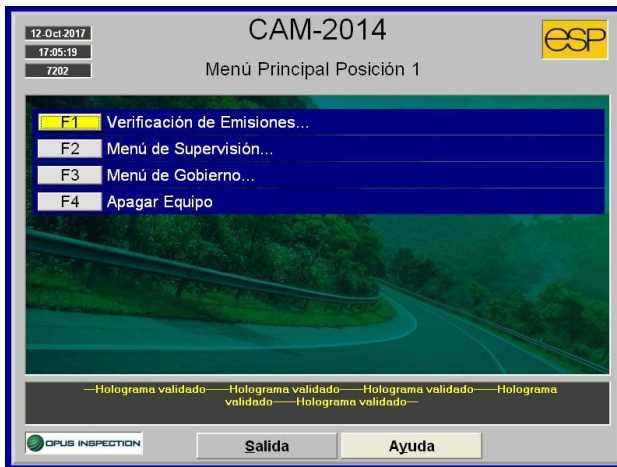 12-Oct-2017
17:05:19
7202
CAM-2014
Menú Principal Posición 1
esp
F1 Verificación de Emisiones...
F2 Menú de Supervisión...
F3 Menú de Gobierno...
F4 Apagar Equipo
—Holograma validado——Holograma validado——Holograma validado——Holograma
validado——Holograma validado—
OPUS INSPECTION
Salida
Ayuda